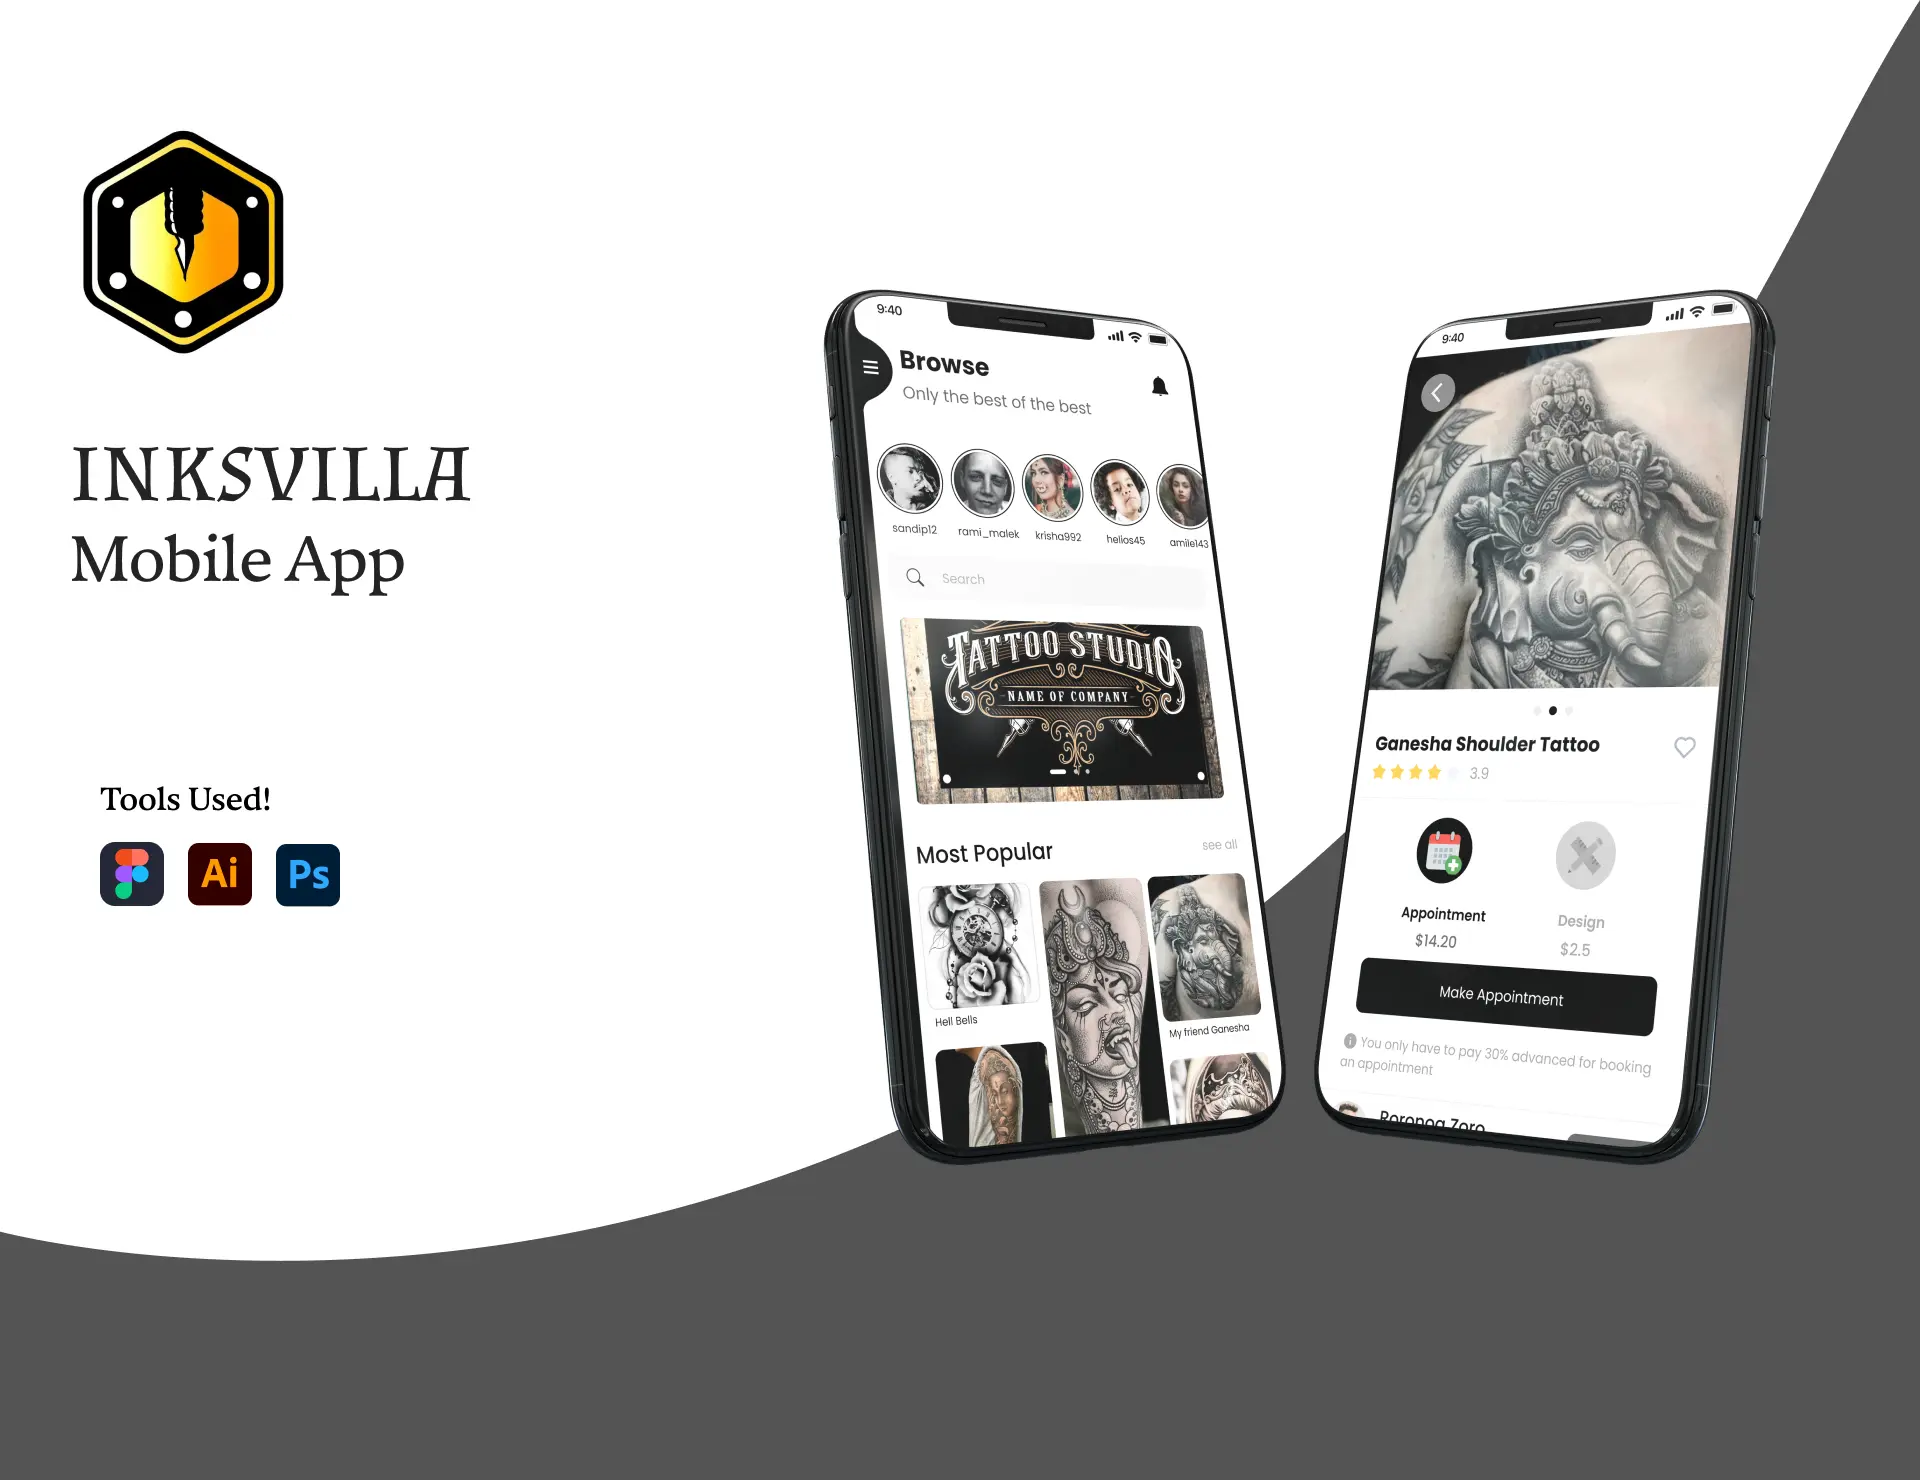 INKSVILLA
Mobile App
Tools Used!
Ai
Ps
9:40
Browse
Only the best of the best
sandip12
rami_malek
krisha992
helios45
amile143
Search
TATTOO STUDIO
NAME OF COMPANY
Most Popular
see all
Hell Bells
My friend Ganesha
9:40
Ganesha Shoulder Tattoo
3.9
Appointment
$14.20
Design
$2.5
Make Appointment
You only have to pay 30% advanced for booking
an appointment
Roronoa Zoro